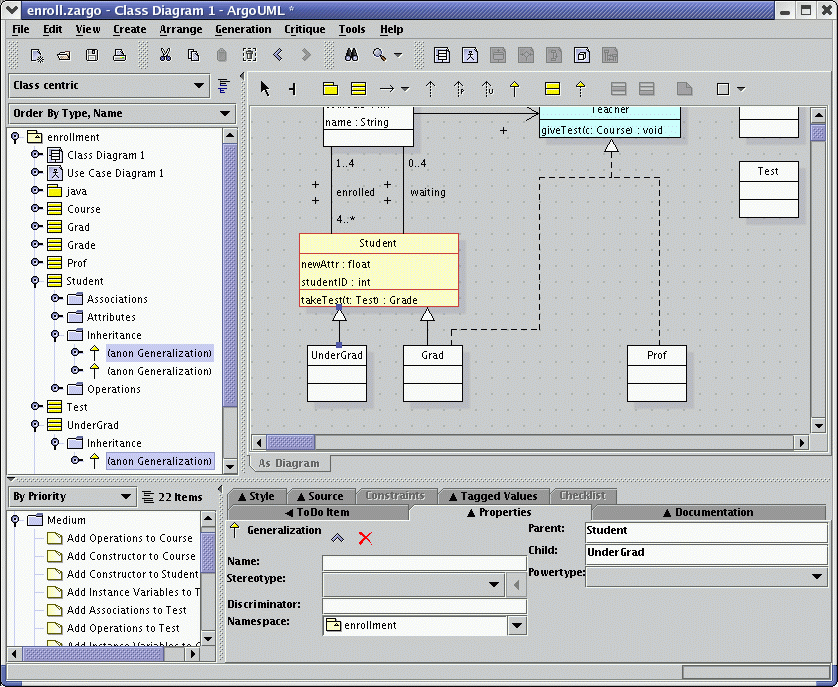 enroll.zargo - Class Diagram 1 - ArgoUML *
File Edit View Create Arrange Generation Critique Tools Help
Class centric
Order By Type, Name
enrollment
Class Diagram 1
Use Case Diagram 1
java
Course
Grad
Grade
Prof
Student
Associations
Attributes
Inheritance
(anon Generalization)
(anon Generalization)
Operations
Test
UnderGrad
Inheritance
(anon Generalization)
name : String
Teacher
+
giveTest(c: Course) : void
1..4
0..4
+
enrolled
+
waiting
+
+
4..*
Test
Student
newAttr : float
studentID : int
takeTest(t: Test) : Grade
UnderGrad
Grad
Prof
As Diagram
By Priority
22 Items
Medium
Add Operations to Course
Add Constructor to Course
Add Constructor to Student
Add Instance Variables to T
Add Associations to Test
Add Operations to Test
Add Instance Variables to C
▲ Style ▲ Source Constraints ▲ Tagged Values Checklist
◀ ToDo Item ▲ Properties ▲ Documentation
Generalization
Name:
Stereotype:
Discriminator:
Namespace: enrollment
Parent: Student
Child: UnderGrad
Powertype: